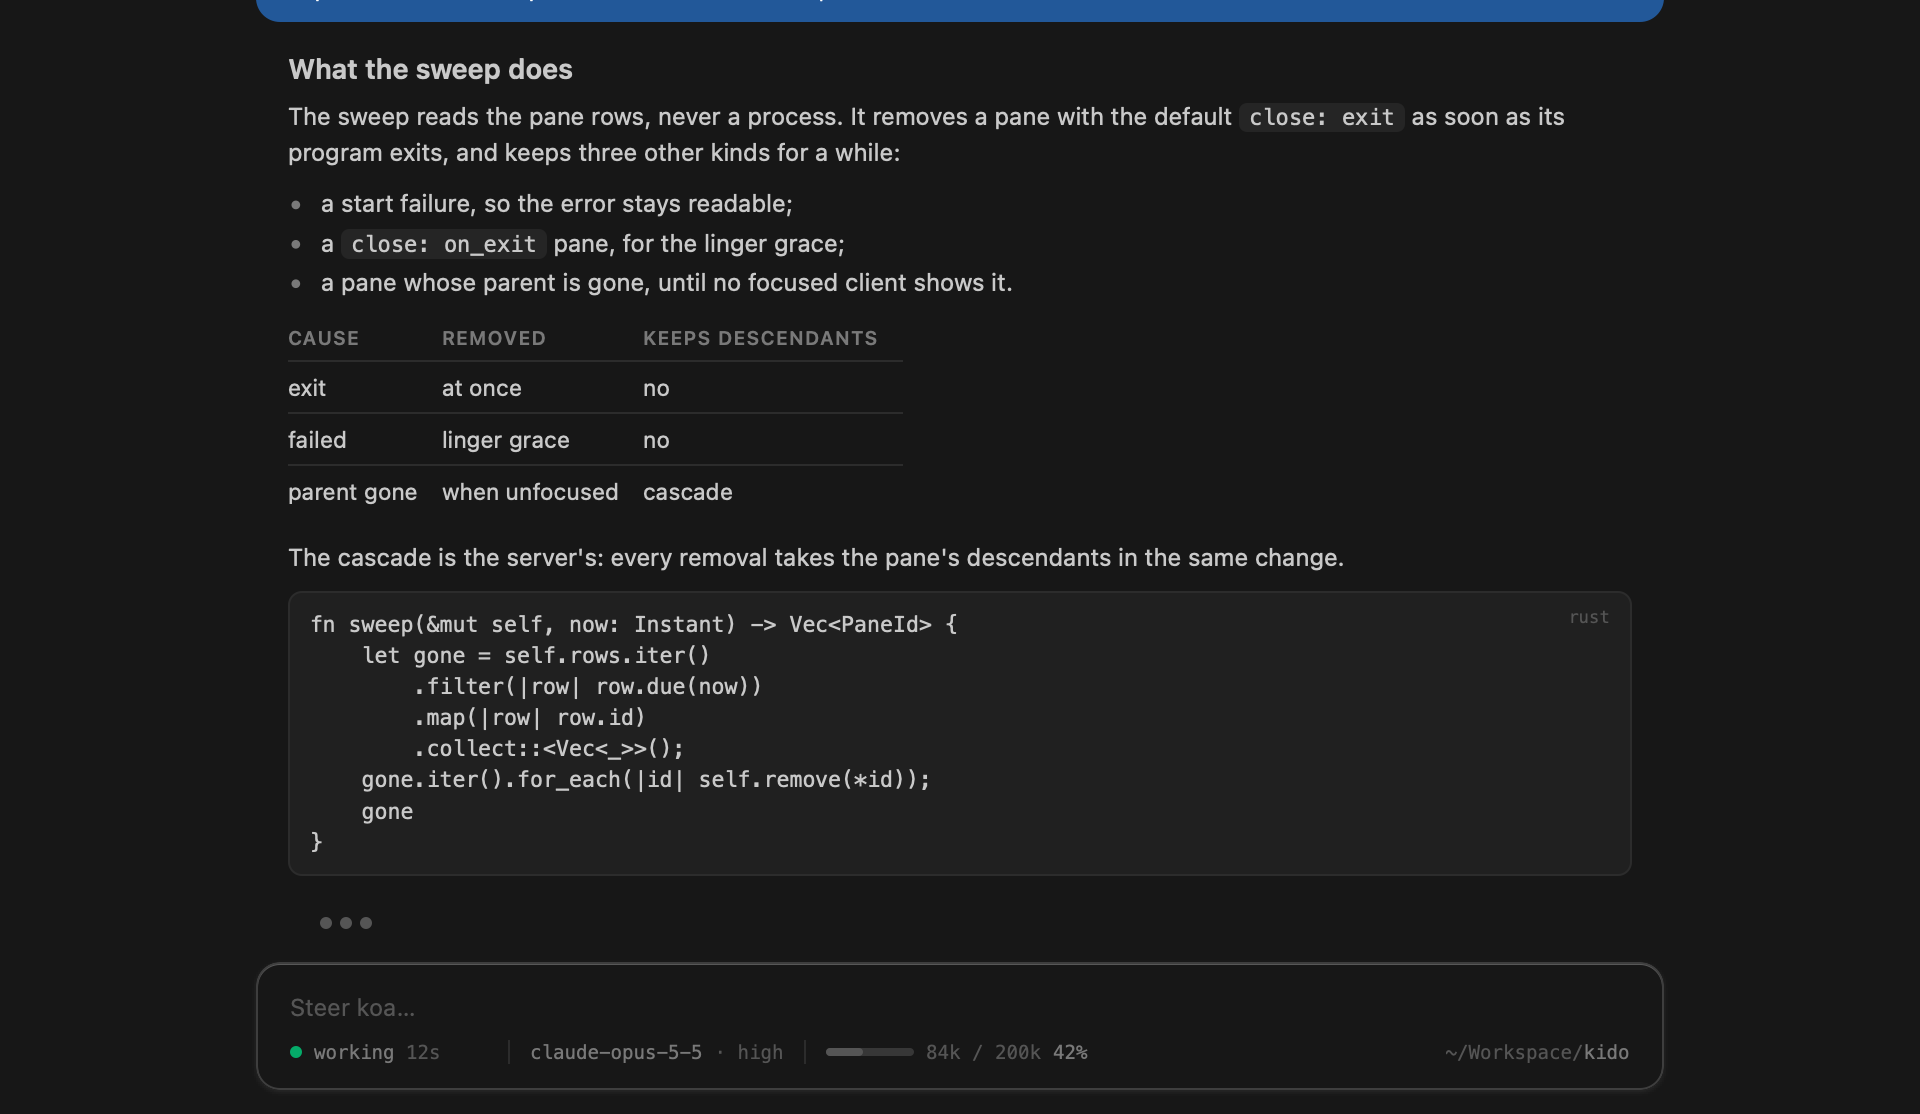 What the sweep does
The sweep reads the pane rows, never a process. It removes a pane with the default close: exit as soon as its
program exits, and keeps three other kinds for a while:
• a start failure, so the error stays readable;
• a close: on_exit pane, for the linger grace;
• a pane whose parent is gone, until no focused client shows it.
CAUSE REMOVED KEEPS DESCENDANTS
exit at once no
failed linger grace no
parent gone when unfocused cascade
The cascade is the server's: every removal takes the pane's descendants in the same change.
rust
fn sweep(&mut self, now: Instant) -> Vec<PaneId> {
    let gone = self.rows.iter()
        .filter(|row| row.due(now))
        .map(|row| row.id)
        .collect::<Vec<_>>();
    gone.iter().for_each(|id| self.remove(*id));
    gone
}
Steer koa...
working 12s claude-opus-5-5 · high 84k / 200k 42% ~/Workspace/kido